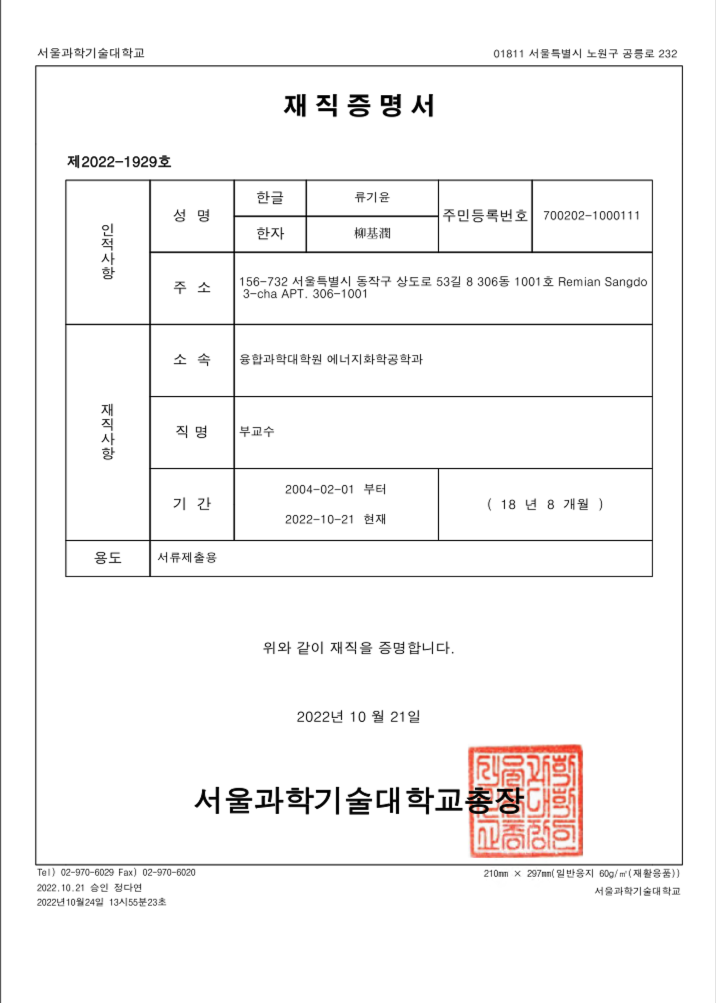 서울과학기술대학교
01811 서울특별시 노원구 공릉로 232
재직증명서
제2022-1929호
인적사항
성 명
한글
류기윤
한자
柳基潤
주민등록번호
700202-1000111
주 소
156-732 서울특별시 동작구 상도로 53길 8 306동 1001호 Remian Sangdo
3-cha APT. 306-1001
재직사항
소 속
융합과학대학원 에너지화학공학과
직 명
부교수
기 간
2004-02-01 부터
2022-10-21 현재
( 18 년 8 개월 )
용도
서류제출용
위와 같이 재직을 증명합니다.
2022년 10 월 21일
서울과학기술대학교총장
Tel) 02-970-6029 Fax) 02-970-6020
210mm × 297mm(일반용지 60g/㎡(재활용품))
2022.10.21 승인 정다연
서울과학기술대학교
2022년10월24일 13시55분23초